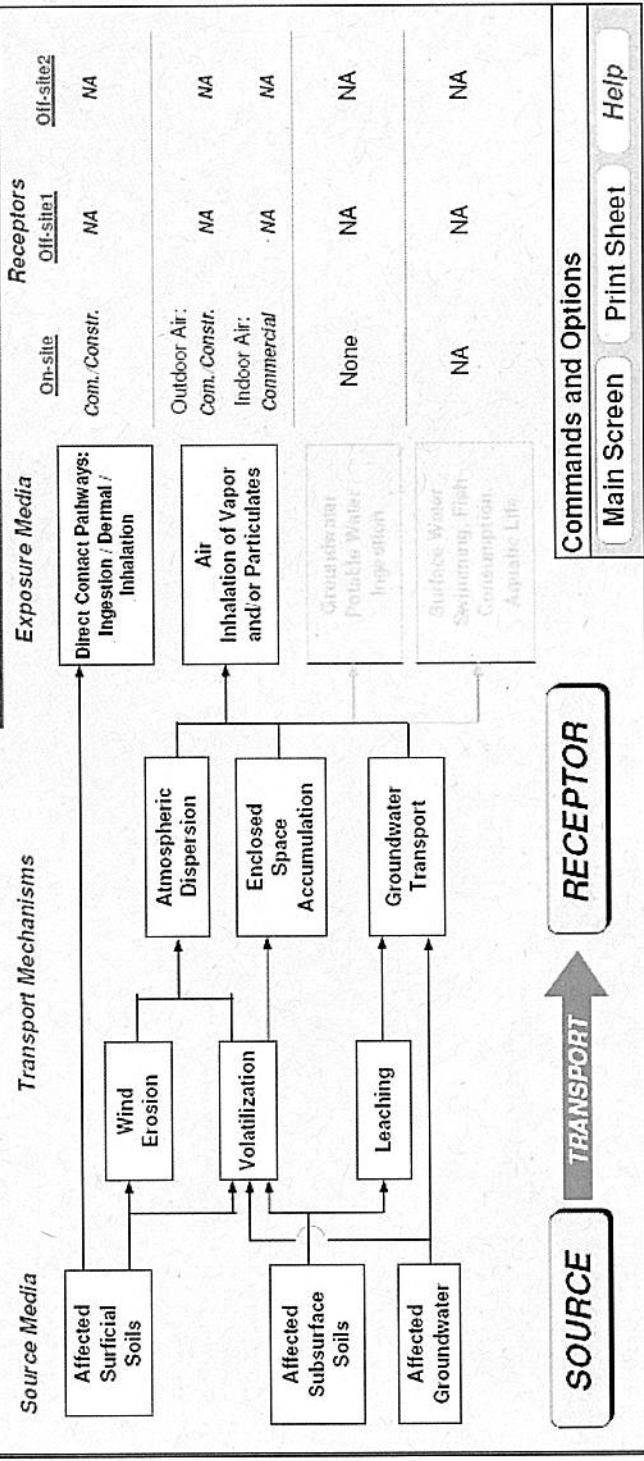 Source Media
Transport Mechanisms
Exposure Media
Receptors
On-site
Off-site1
Off-site2
Affected
Surficial
Soils
Affected
Subsurface
Soils
Affected
Groundwater
Wind
Erosion
Volatilization
Leaching
Atmospheric
Dispersion
Enclosed
Space
Accumulation
Groundwater
Transport
Direct Contact Pathways:
Ingestion / Dermal /
Inhalation
Com./Constr.
NA
NA
Air
Inhalation of Vapor
and/or Particulates
Outdoor Air:
Com./Constr.
NA
NA
Indoor Air:
Commercial
NA
NA
Groundwater
Potable Water
Ingestion
None
NA
NA
Surface Water
Swimming, Fish
Consumption,
Aquatic Life
NA
NA
NA
SOURCE
TRANSPORT
RECEPTOR
Commands and Options
Main Screen
Print Sheet
Help